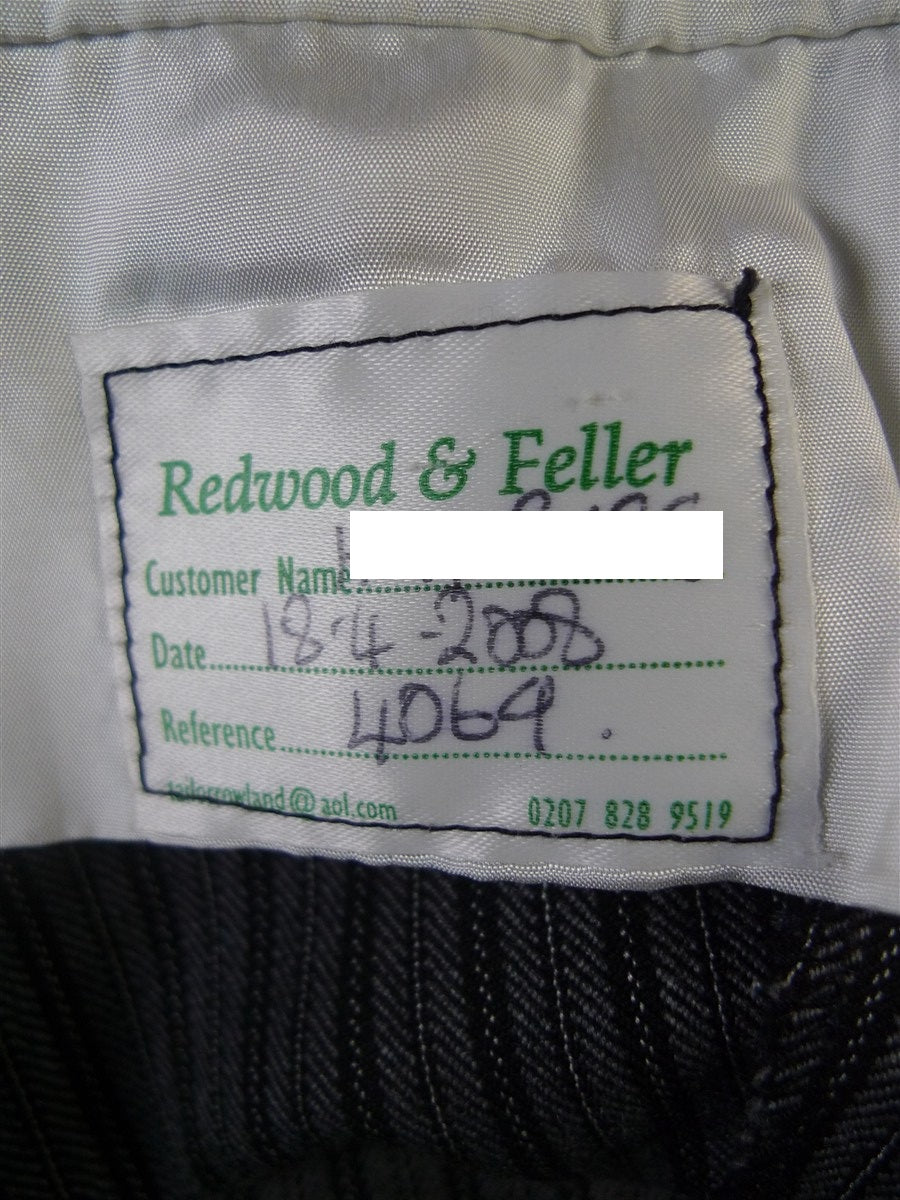 Redwood & Feller
Customer Name
Date 18-4-2008
Reference 4069.
tailorrowland@aol.com 0207 828 9519